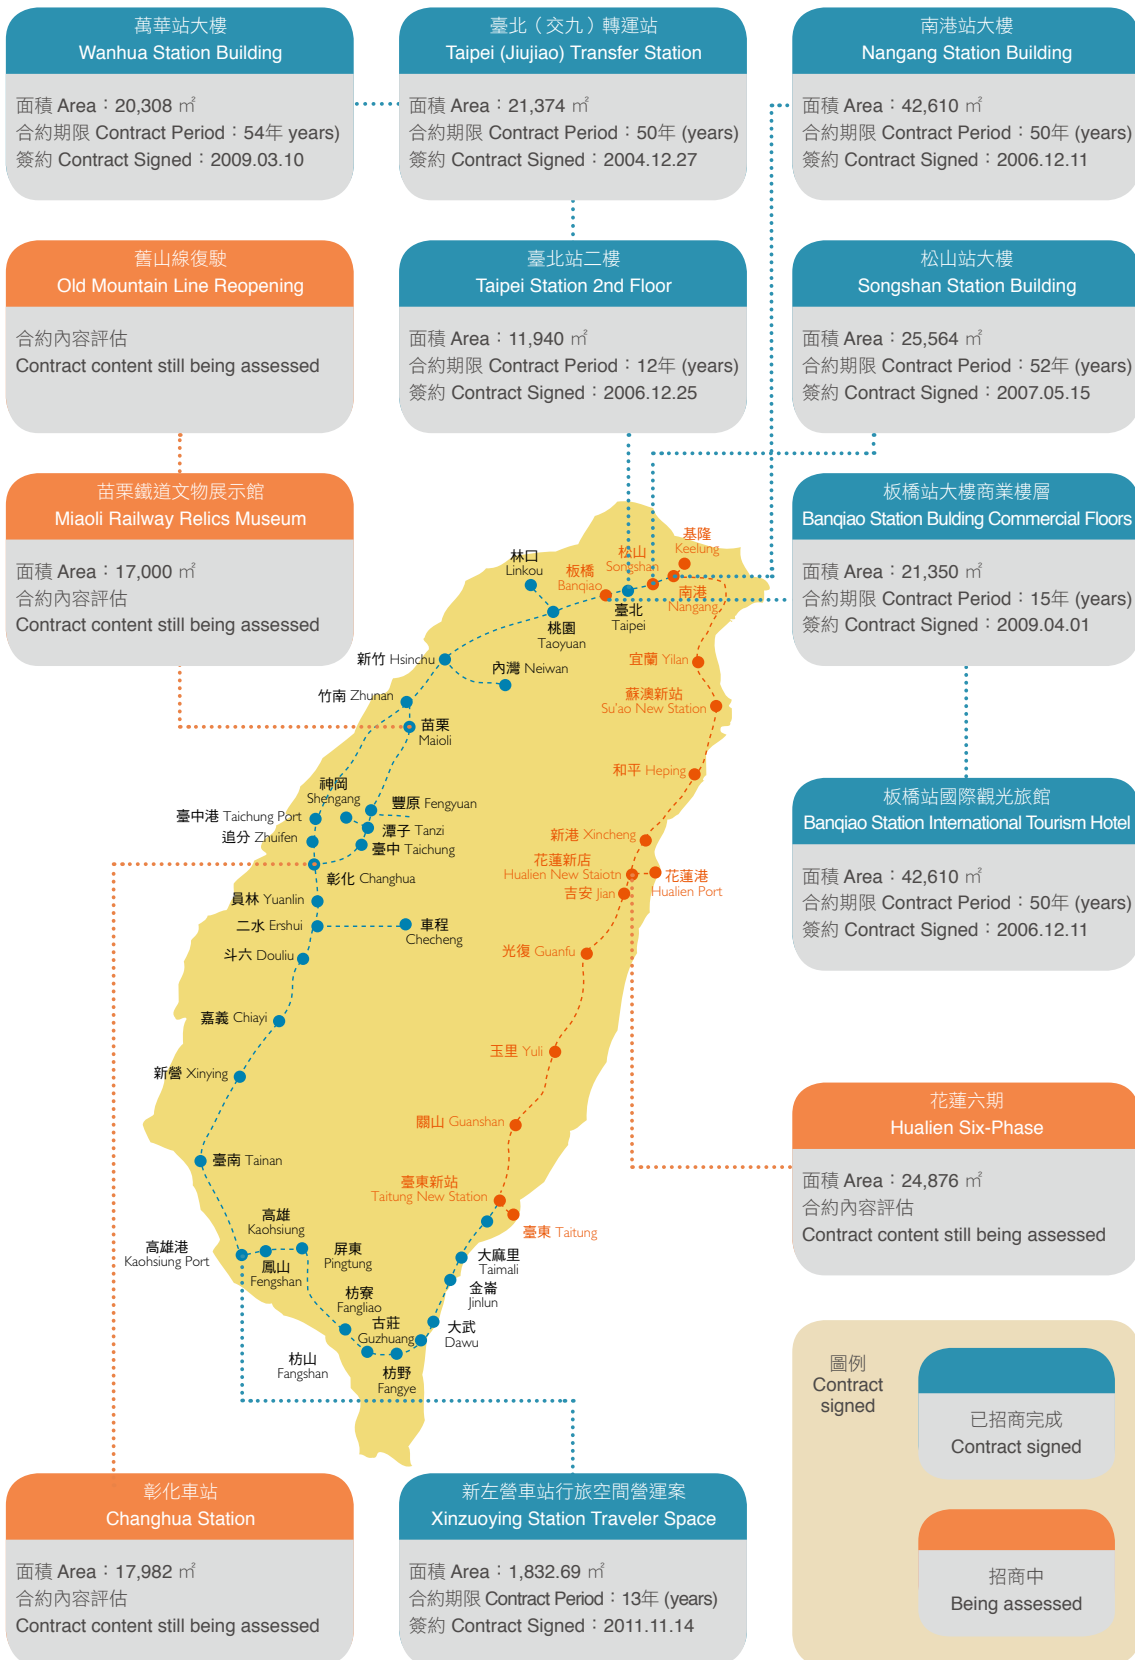 萬華站大樓
Wanhua Station Building
面積 Area：20,308 ㎡
合約期限 Contract Period：54年 years)
簽約 Contract Signed：2009.03.10
臺北（交九）轉運站
Taipei (Jiujiao) Transfer Station
面積 Area：21,374 ㎡
合約期限 Contract Period：50年 (years)
簽約 Contract Signed：2004.12.27
南港站大樓
Nangang Station Building
面積 Area：42,610 ㎡
合約期限 Contract Period：50年 (years)
簽約 Contract Signed：2006.12.11
舊山線復駛
Old Mountain Line Reopening
合約內容評估
Contract content still being assessed
臺北站二樓
Taipei Station 2nd Floor
面積 Area：11,940 ㎡
合約期限 Contract Period：12年 (years)
簽約 Contract Signed：2006.12.25
松山站大樓
Songshan Station Building
面積 Area：25,564 ㎡
合約期限 Contract Period：52年 (years)
簽約 Contract Signed：2007.05.15
苗栗鐵道文物展示館
Miaoli Railway Relics Museum
面積 Area：17,000 ㎡
合約內容評估
Contract content still being assessed
板橋站大樓商業樓層
Banqiao Station Bulding Commercial Floors
面積 Area：21,350 ㎡
合約期限 Contract Period：15年 (years)
簽約 Contract Signed：2009.04.01
板橋站國際觀光旅館
Banqiao Station International Tourism Hotel
面積 Area：42,610 ㎡
合約期限 Contract Period：50年 (years)
簽約 Contract Signed：2006.12.11
基隆
Keelung
松山
Songshan
林口
Linkou
板橋
Banqiao
南港
Nangang
臺北
Taipei
桃園
Taoyuan
新竹 Hsinchu
內灣 Neiwan
宜蘭 Yilan
竹南 Zhunan
蘇澳新站
Su'ao New Station
苗栗
Maioli
和平 Heping
神岡
Shengang
豐原 Fengyuan
臺中港 Taichung Port
潭子 Tanzi
追分 Zhuifen
臺中 Taichung
新港 Xincheng
彰化 Changhua
花蓮新店
Hualien New Staiotn
花蓮港
Hualien Port
吉安 Jian
員林 Yuanlin
二水 Ershui
車程
Checheng
斗六 Douliu
光復 Guanfu
嘉義 Chiayi
玉里 Yuli
新營 Xinying
關山 Guanshan
臺南 Tainan
臺東新站
Taitung New Station
臺東 Taitung
高雄
Kaohsiung
高雄港
Kaohsiung Port
屏東
Pingtung
鳳山
Fengshan
大麻里
Taimali
金崙
Jinlun
枋寮
Fangliao
古莊
Guzhuang
大武
Dawu
枋山
Fangshan
枋野
Fangye
花蓮六期
Hualien Six-Phase
面積 Area：24,876 ㎡
合約內容評估
Contract content still being assessed
圖例
Contract
signed
已招商完成
Contract signed
招商中
Being assessed
彰化車站
Changhua Station
面積 Area：17,982 ㎡
合約內容評估
Contract content still being assessed
新左營車站行旅空間營運案
Xinzuoying Station Traveler Space
面積 Area：1,832.69 ㎡
合約期限 Contract Period：13年 (years)
簽約 Contract Signed：2011.11.14